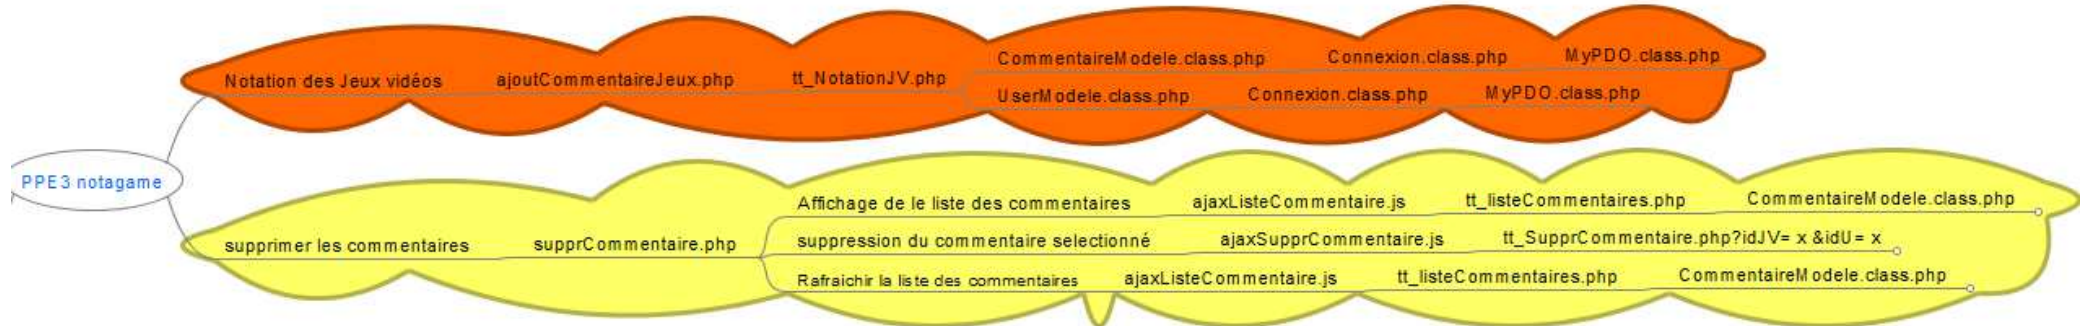 PPE3 notagame
Notation des Jeux vidéos
ajoutCommentaireJeux.php
tt_NotationJV.php
CommentaireModele.class.php
Connexion.class.php
MyPDO.class.php
UserModele.class.php
Connexion.class.php
MyPDO.class.php
supprimer les commentaires
supprCommentaire.php
Affichage de le liste des commentaires
ajaxListeCommentaire.js
tt_listeCommentaires.php
CommentaireModele.class.php
suppression du commentaire selectionné
ajaxSupprCommentaire.js
tt_SupprCommentaire.php?idJV= x &idU= x
Rafraichir la liste des commentaires
ajaxListeCommentaire.js
tt_listeCommentaires.php
CommentaireModele.class.php